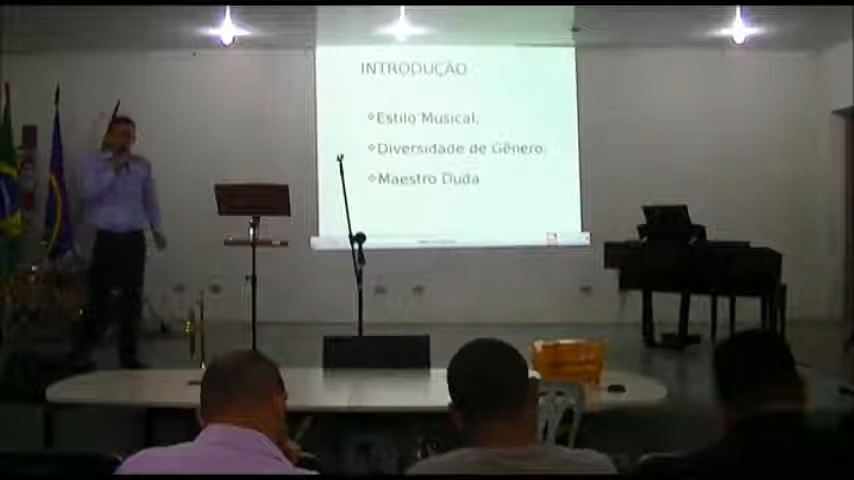 INTRODUÇÃO
Estilo Musical;
Diversidade de Gênero;
Maestro Duda